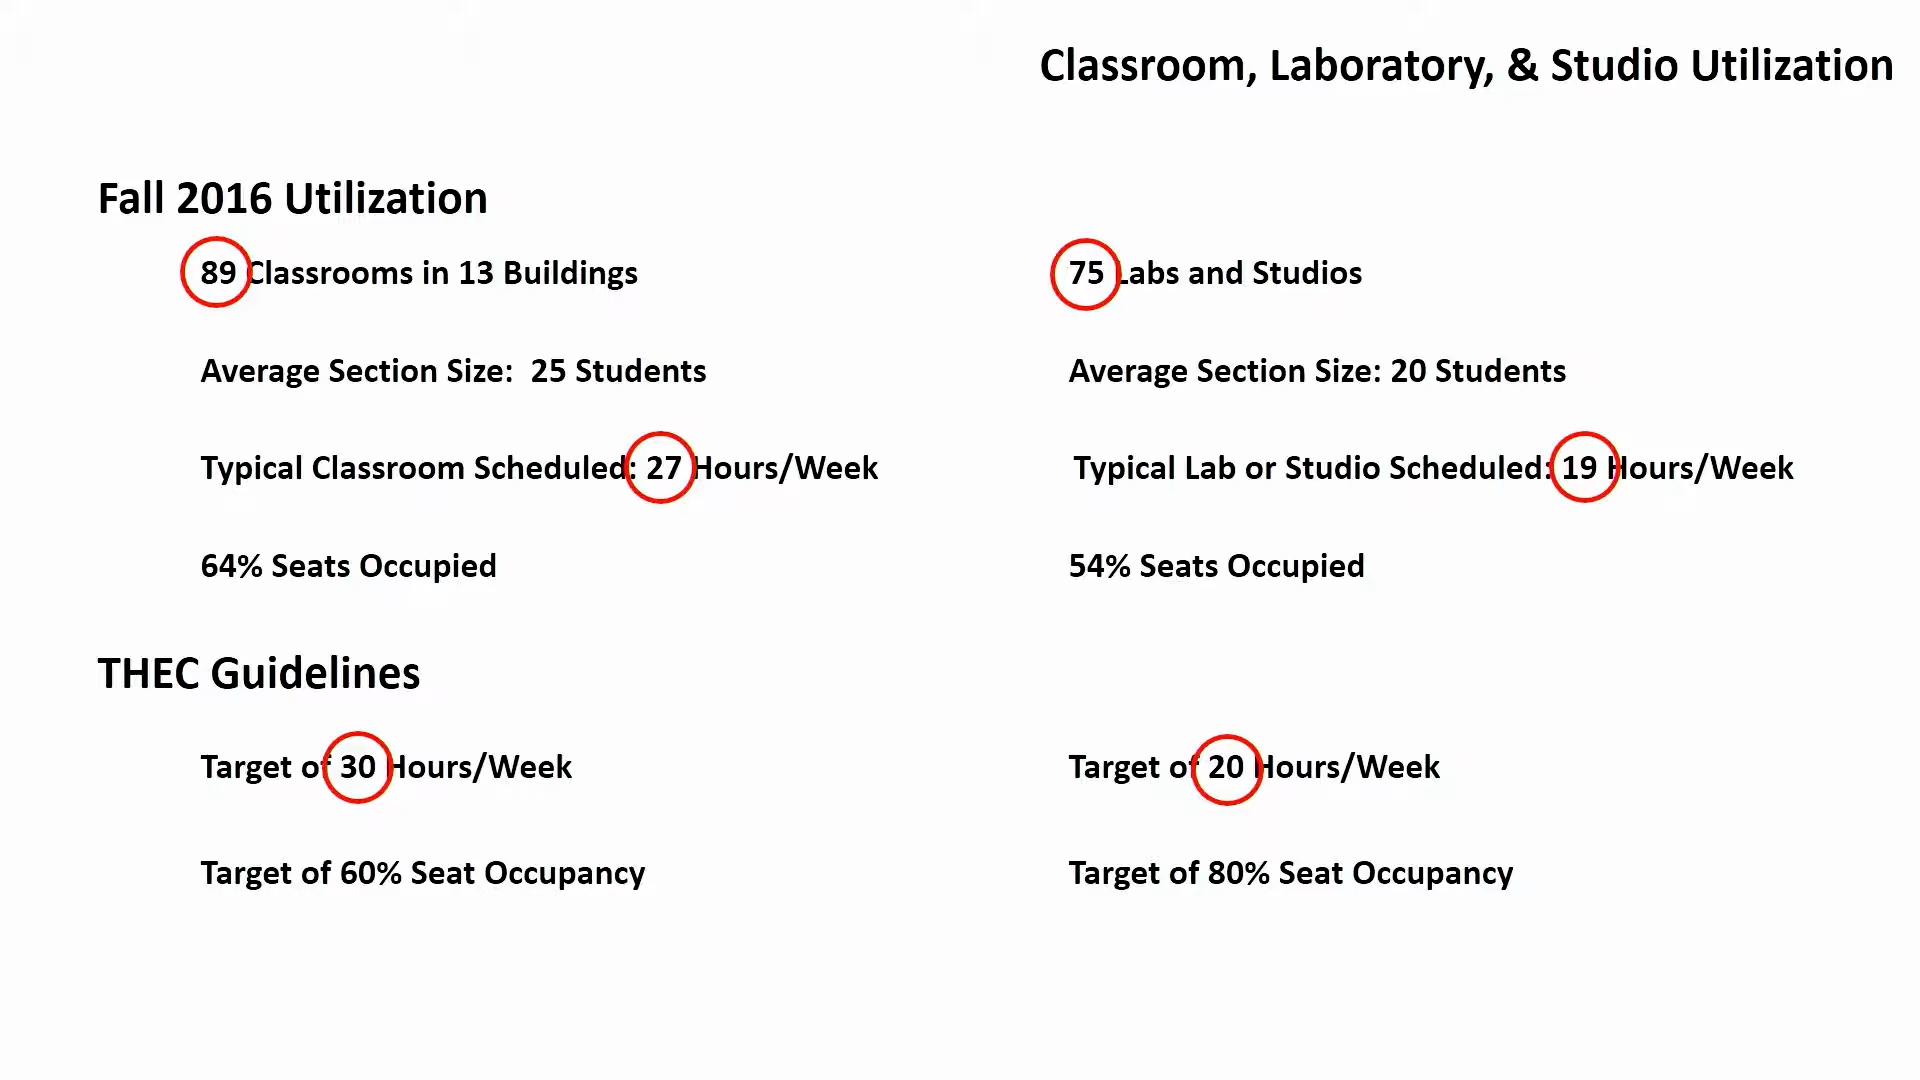 Classroom, Laboratory, & Studio Utilization
Fall 2016 Utilization
89 Classrooms in 13 Buildings
75 Labs and Studios
Average Section Size:  25 Students
Average Section Size: 20 Students
Typical Classroom Scheduled: 27 Hours/Week
Typical Lab or Studio Scheduled: 19 Hours/Week
64% Seats Occupied
54% Seats Occupied
THEC Guidelines
Target of 30 Hours/Week
Target of 20 Hours/Week
Target of 60% Seat Occupancy
Target of 80% Seat Occupancy